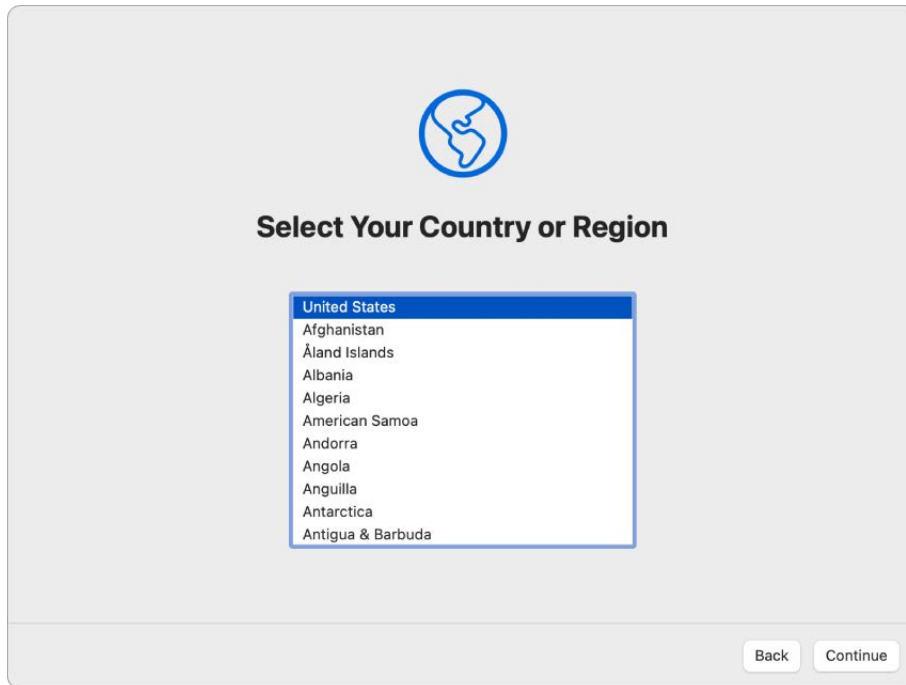 Select Your Country or Region
United States
Afghanistan
Åland Islands
Albania
Algeria
American Samoa
Andorra
Angola
Anguilla
Antarctica
Antigua & Barbuda
Back
Continue